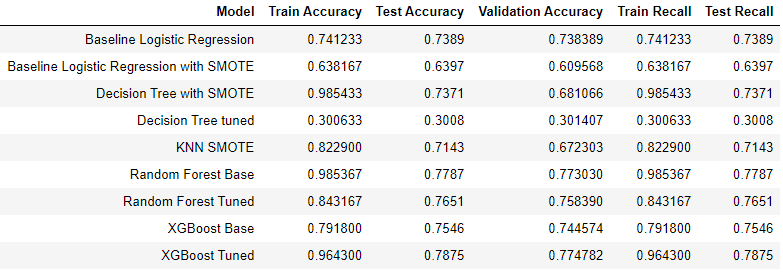 Model Train Accuracy Test Accuracy Validation Accuracy Train Recall Test Recall
Baseline Logistic Regression 0.741233 0.7389 0.738389 0.741233 0.7389
Baseline Logistic Regression with SMOTE 0.638167 0.6397 0.609568 0.638167 0.6397
Decision Tree with SMOTE 0.985433 0.7371 0.681066 0.985433 0.7371
Decision Tree tuned 0.300633 0.3008 0.301407 0.300633 0.3008
KNN SMOTE 0.822900 0.7143 0.672303 0.822900 0.7143
Random Forest Base 0.985367 0.7787 0.773030 0.985367 0.7787
Random Forest Tuned 0.843167 0.7651 0.758390 0.843167 0.7651
XGBoost Base 0.791800 0.7546 0.744574 0.791800 0.7546
XGBoost Tuned 0.964300 0.7875 0.774782 0.964300 0.7875